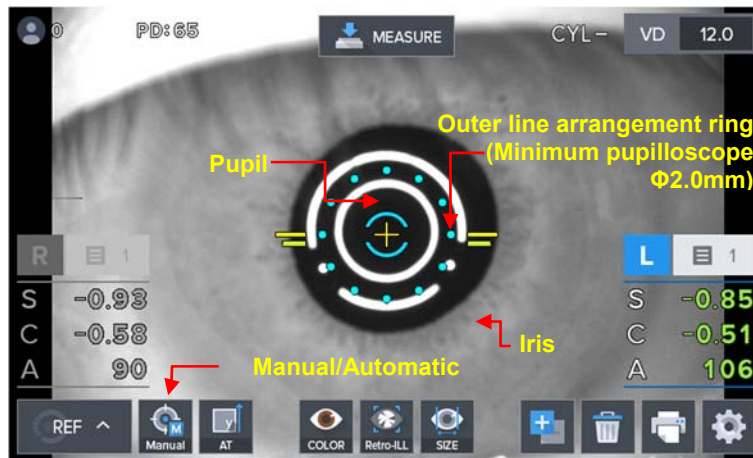 0 PD:65 MEASURE CYL- VD 12.0
Outer line arrangement ring
(Minimum pupilloscope
Φ2.0mm)
Pupil
R 1
L 1
S -0.93
C -0.58
A 90
S -0.85
C -0.51
A 106
Iris
Manual/Automatic
REF Manual M y AT COLOR Retro-ILL SIZE